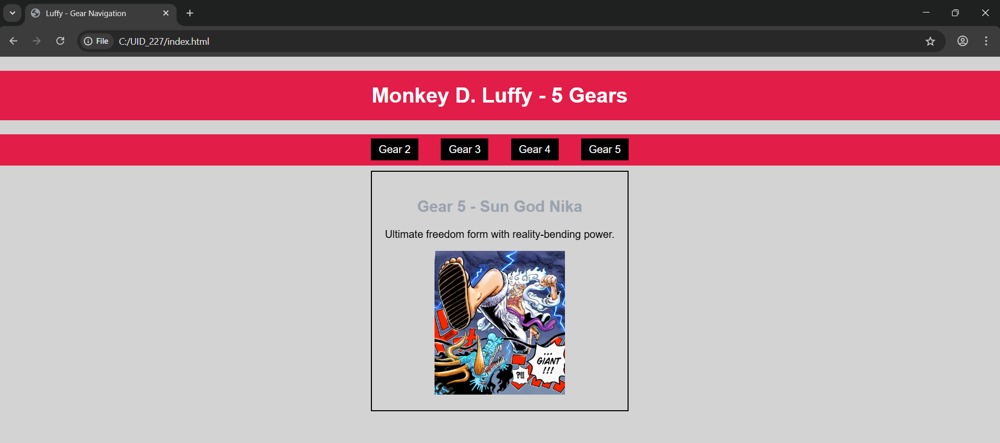 Luffy - Gear Navigation
File C:/UID_227/index.html
Monkey D. Luffy - 5 Gears
Gear 2 Gear 3 Gear 4 Gear 5
Gear 5 - Sun God Nika
Ultimate freedom form with reality-bending power.
...
GIANT
!!!
?!!